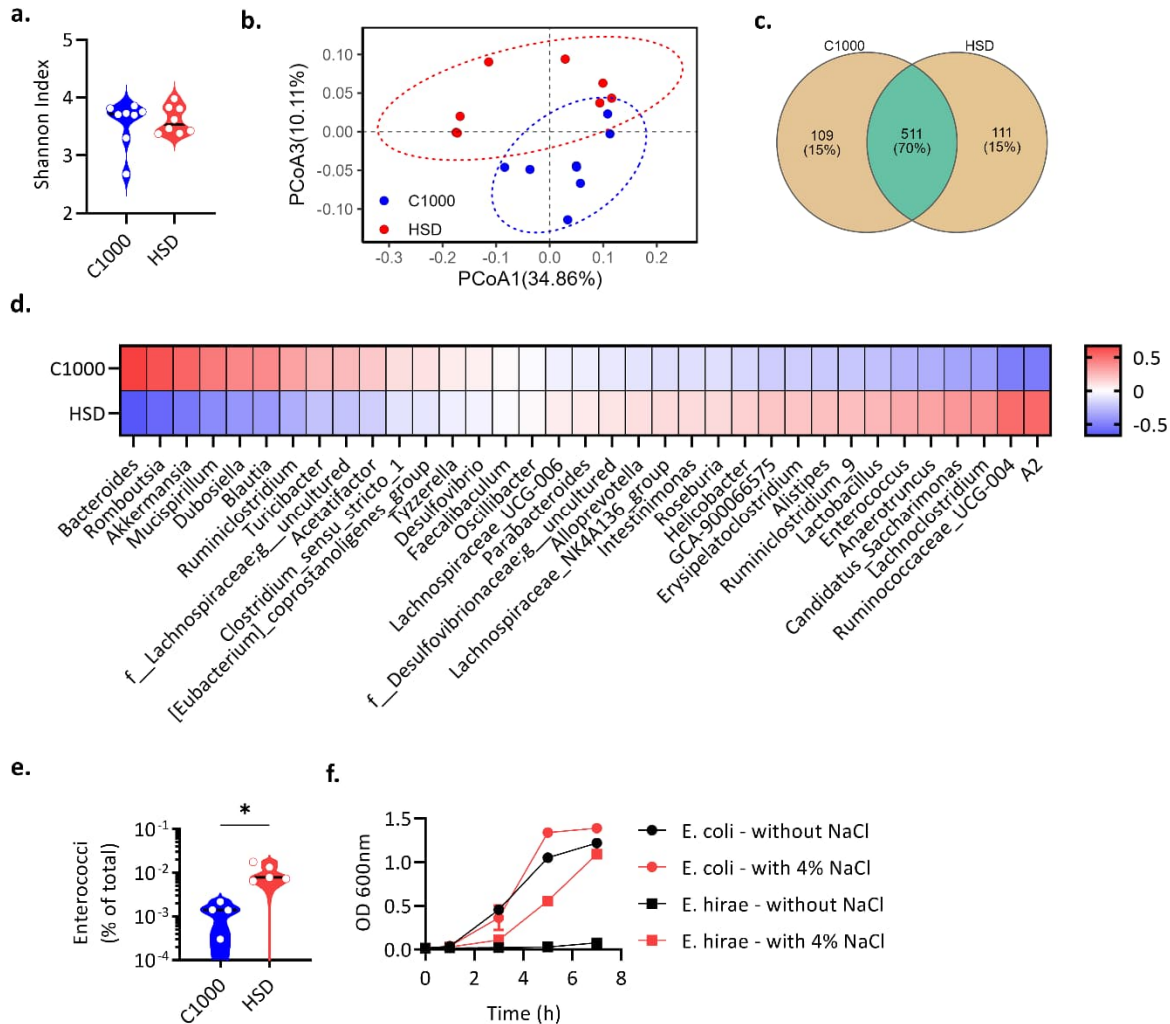 a.
5
4
3
2
Shannon Index
C1000
HSD
b.
0.10
0.05
0.00
-0.05
-0.10
PCoA3(10.11%)
C1000
HSD
-0.3
-0.2
-0.1
0.0
0.1
0.2
PCoA1(34.86%)
c.
C1000
HSD
109
(15%)
511
(70%)
111
(15%)
d.
C1000
HSD
0.5
0
-0.5
Bacteroides
Romboutsia
Akkermansia
Mucispirillum
Dubosiella
Blautia
Ruminiclostridium
Turicibacter
uncultured
f__Lachnospiraceae;g__Acetatifactor
Clostridium_sensu_stricto_1
[Eubacterium]_coprostanoligenes_group
Tyzzerella
Desulfovibrio
Faecalibaculum
Oscillibacter
Lachnospiraceae_UCG-006
Parabacteroides
f__Desulfovibrionaceae;g__uncultured
Alloprevotella
Lachnospiraceae_NK4A136_group
Intestinimonas
Roseburia
Helicobacter
GCA-900066575
Erysipelatoclostridium
Alistipes
Ruminiclostridium_9
Lactobacillus
Enterococcus
Anaerotruncus
Candidatus_Saccharimonas
Lachnoclostridium
Ruminococcaceae_UCG-004
A2
e.
10-1
10-2
10-3
10-4
Enterococci
(% of total)
*
C1000
HSD
f.
1.5
1.0
0.5
0.0
OD 600nm
0
2
4
6
8
Time (h)
E. coli - without NaCl
E. coli - with 4% NaCl
E. hirae - without NaCl
E. hirae - with 4% NaCl